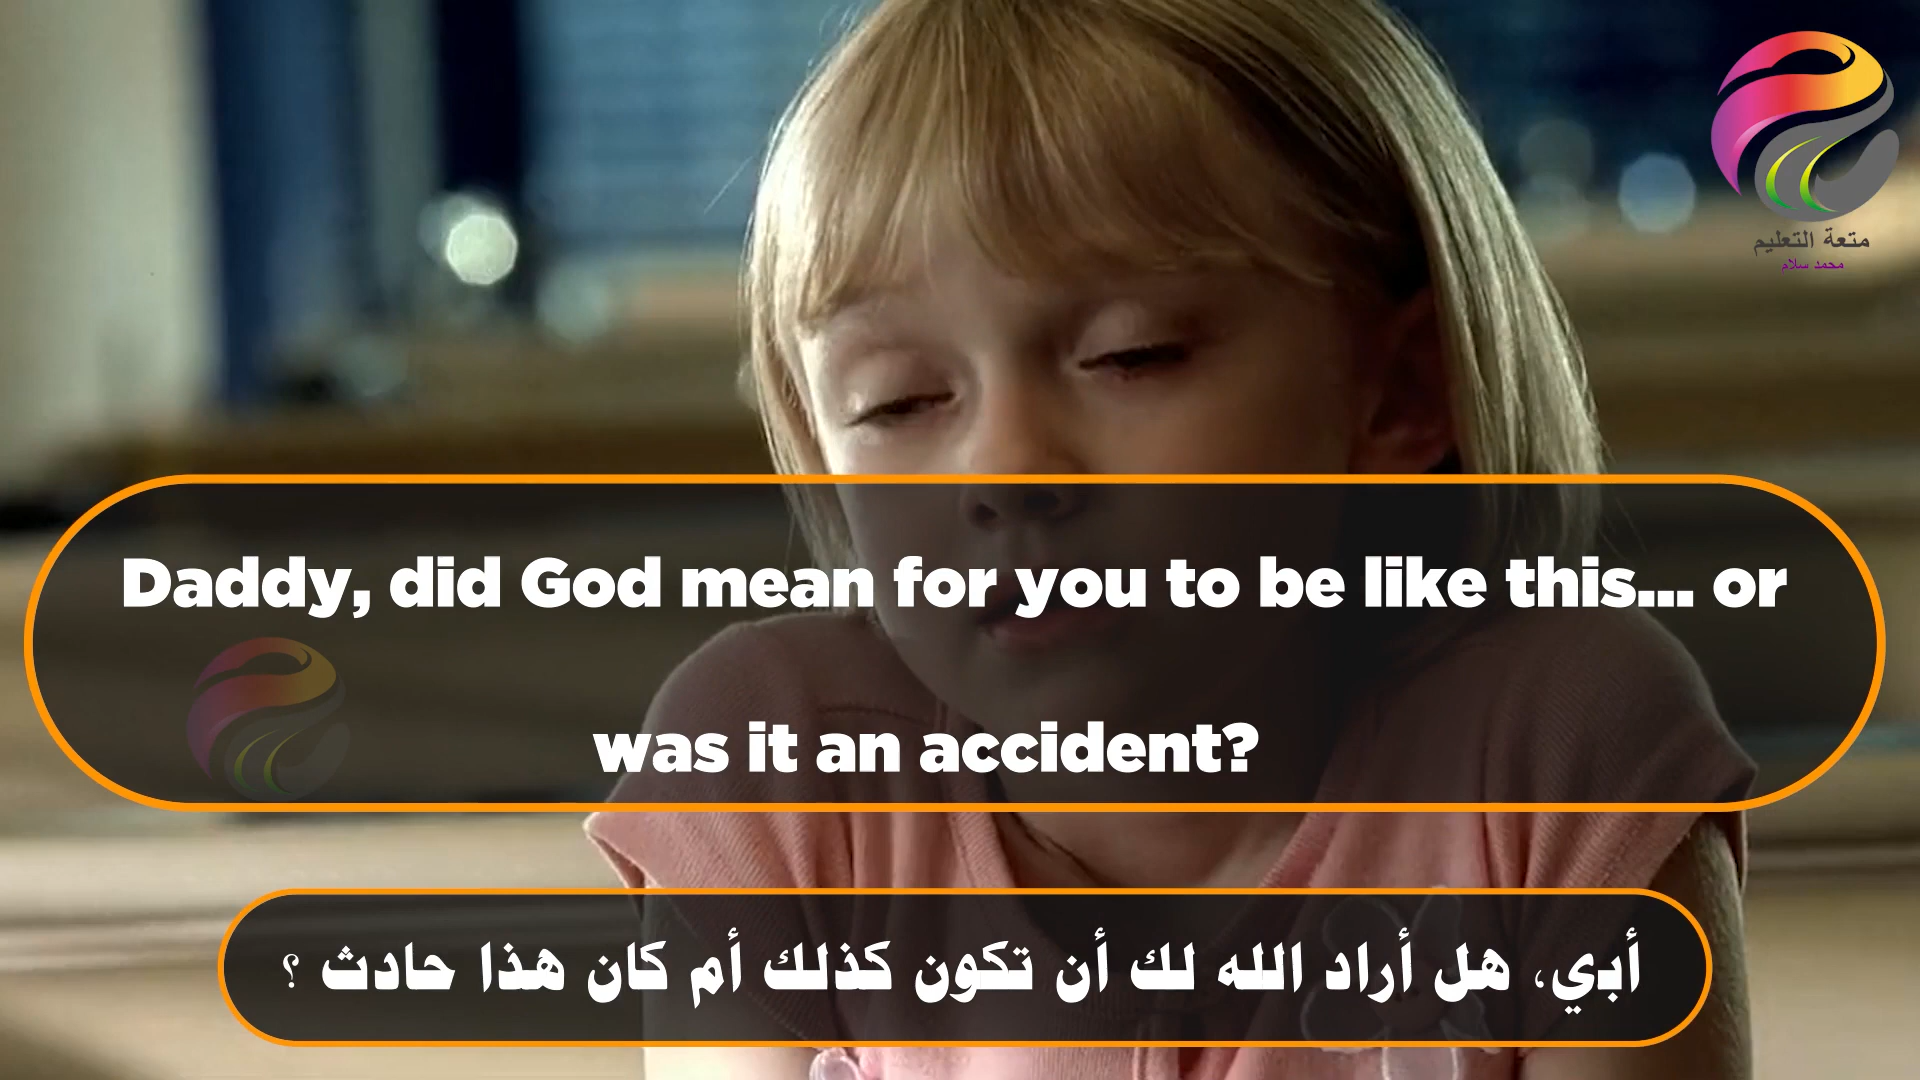 متعة التعليم
محمد سلام
Daddy, did God mean for you to be like this... or
was it an accident?
أبي، هل أراد الله لك أن تكون كذلك أم كان هذا حادث ؟